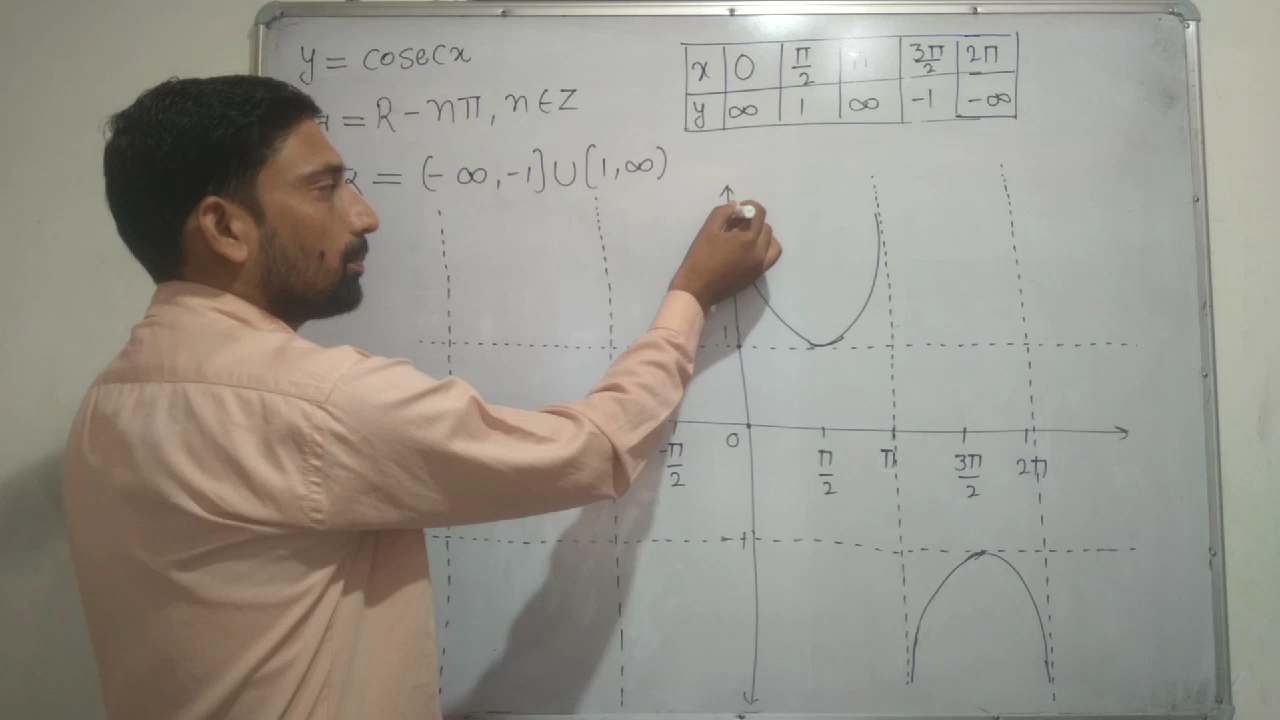 y = cosecx
= R - nπ, n ∈ Z
= (-∞, -1] ∪ [1, ∞)
x 0 π/2 π 3π/2 2π
y ∞ 1 ∞ -1 -∞
1
-π/2 0 π/2 π 3π/2 2π
-1